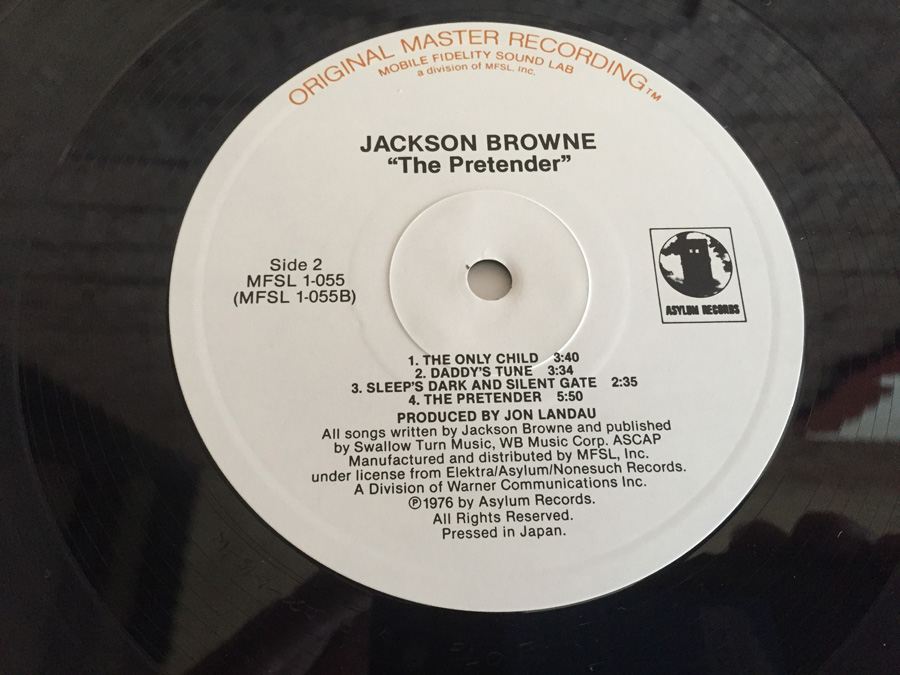 ORIGINAL MASTER RECORDING™
MOBILE FIDELITY SOUND LAB
a division of MFSL, Inc.
JACKSON BROWNE
“The Pretender”
Side 2
MFSL 1-055
(MFSL 1-055B)
ASYLUM RECORDS
1. THE ONLY CHILD 3:40
2. DADDY'S TUNE 3:34
3. SLEEP'S DARK AND SILENT GATE 2:35
4. THE PRETENDER 5:50
PRODUCED BY JON LANDAU
All songs written by Jackson Browne and published
by Swallow Turn Music, WB Music Corp. ASCAP
Manufactured and distributed by MFSL, Inc.
under license from Elektra/Asylum/Nonesuch Records.
A Division of Warner Communications Inc.
℗1976 by Asylum Records.
All Rights Reserved.
Pressed in Japan.